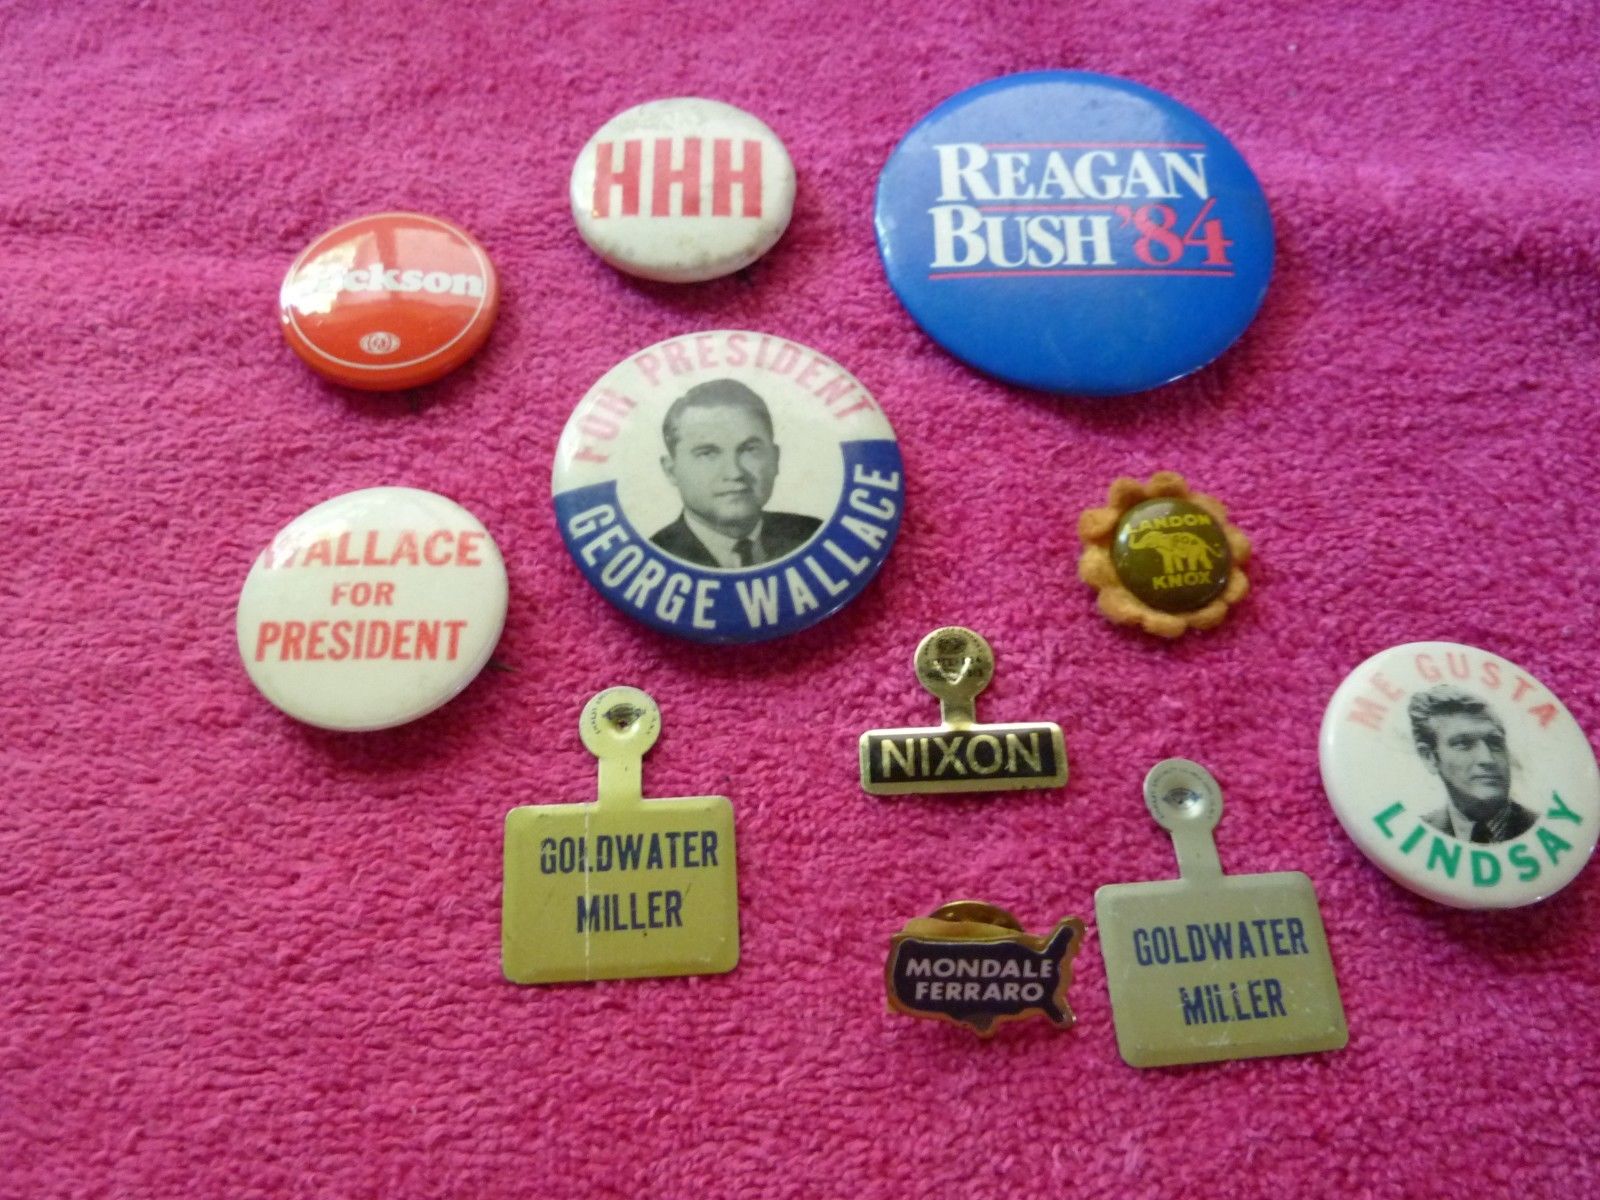 HHH
REAGAN
BUSH '84
FOR PRESIDENT
GEORGE WALLACE
WALLACE
FOR
PRESIDENT
LANDON
KNOX
NIXON
ME GUSTA
LINDSAY
GOLDWATER
MILLER
MONDALE
FERRARO
GOLDWATER
MILLER